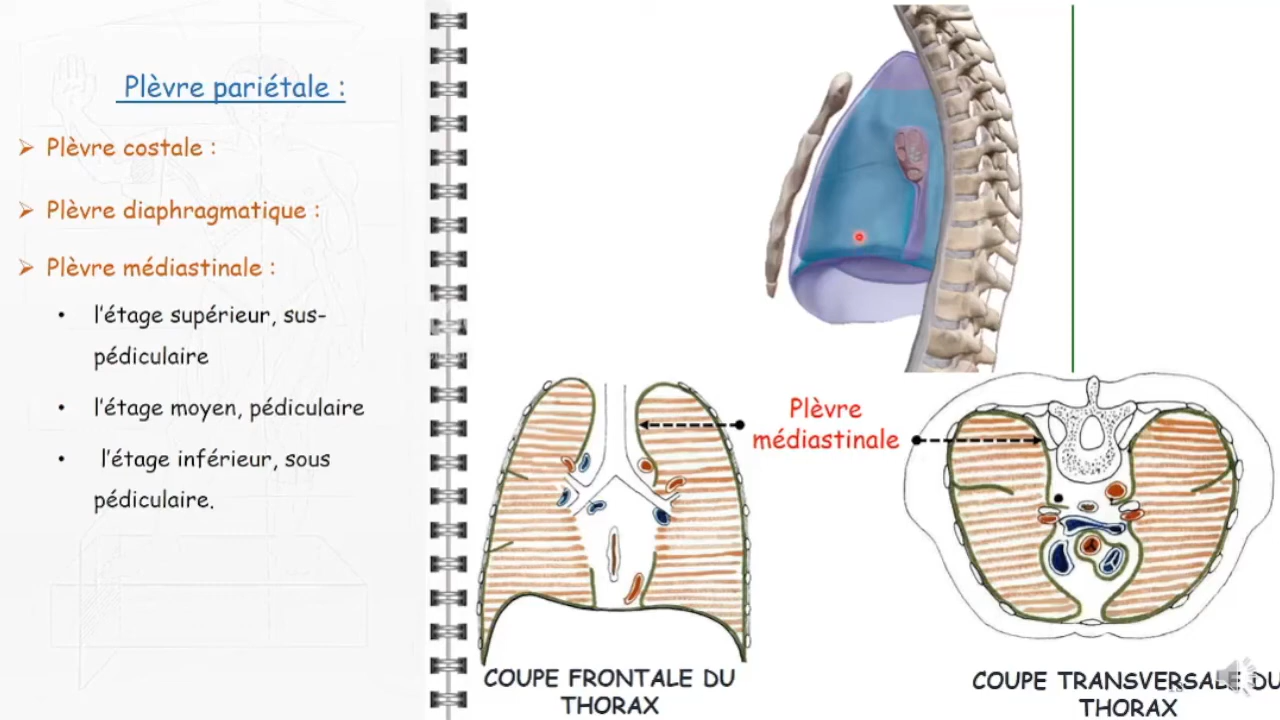 Plèvre pariétale :
➢ Plèvre costale :
➢ Plèvre diaphragmatique :
➢ Plèvre médiastinale :
• l'étage supérieur, sus-
pédiculaire
• l'étage moyen, pédiculaire
• l'étage inférieur, sous
pédiculaire.
Plèvre
médiastinale
COUPE FRONTALE DU
THORAX
COUPE TRANSVERSALE DU
THORAX